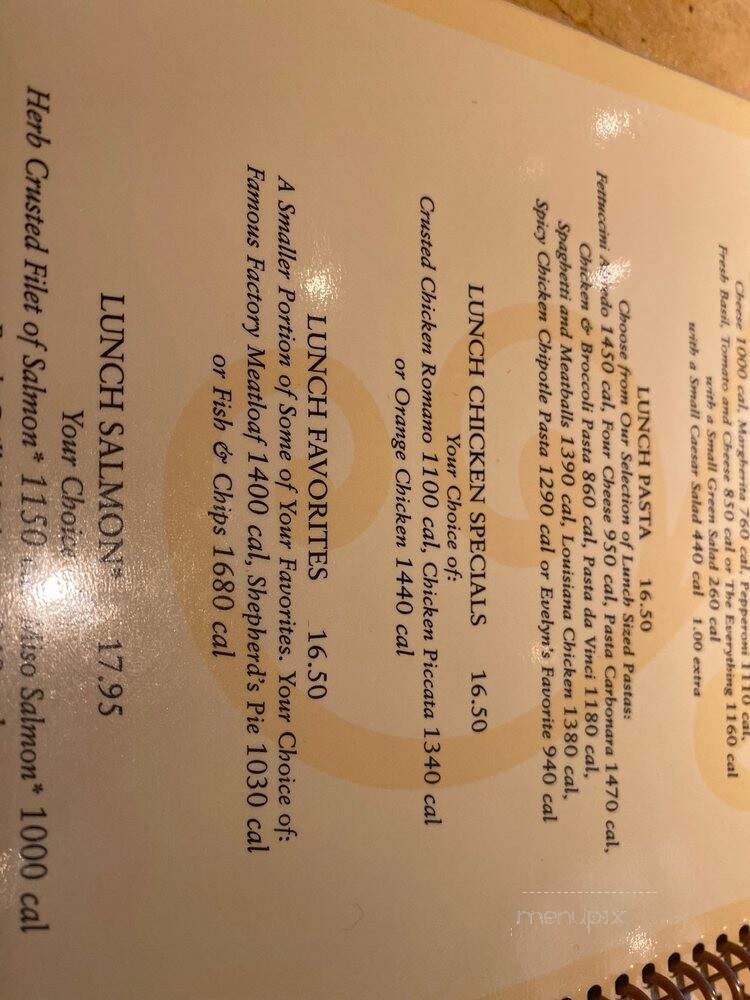 Cheese 1000 cal, Margherita 780 cal, Pepperoni 1110 cal,
Fresh Basil, Tomato and Cheese 850 cal or The Everything 1160 cal
with a Small Green Salad 260 cal
with a Small Caesar Salad 440 cal 1.00 extra
LUNCH PASTA 16.50
Choose from Our Selection of Lunch Sized Pastas:
Fettuccini 1450 cal, Four Cheese 950 cal, Pasta Carbonara 1470 cal,
Chicken & Broccoli Pasta 860 cal, Pasta da Vinci 1180 cal,
Spaghetti and Meatballs 1390 cal, Louisiana Chicken 1380 cal,
Spicy Chicken Chipotle Pasta 1290 cal or Evelyn's Favorite 940 cal
LUNCH CHICKEN SPECIALS 16.50
Your Choice of:
Crusted Chicken Romano 1100 cal, Chicken Piccata 1340 cal
or Orange Chicken 1440 cal
LUNCH FAVORITES 16.50
A Smaller Portion of Some of Your Favorites. Your Choice of:
Famous Factory Meatloaf 1400 cal, Shepherd's Pie 1030 cal
or Fish & Chips 1680 cal
LUNCH SALMON* 17.95
Your Choice
Herb Crusted Filet of Salmon* 1150 Miso Salmon* 1000 cal
menupix